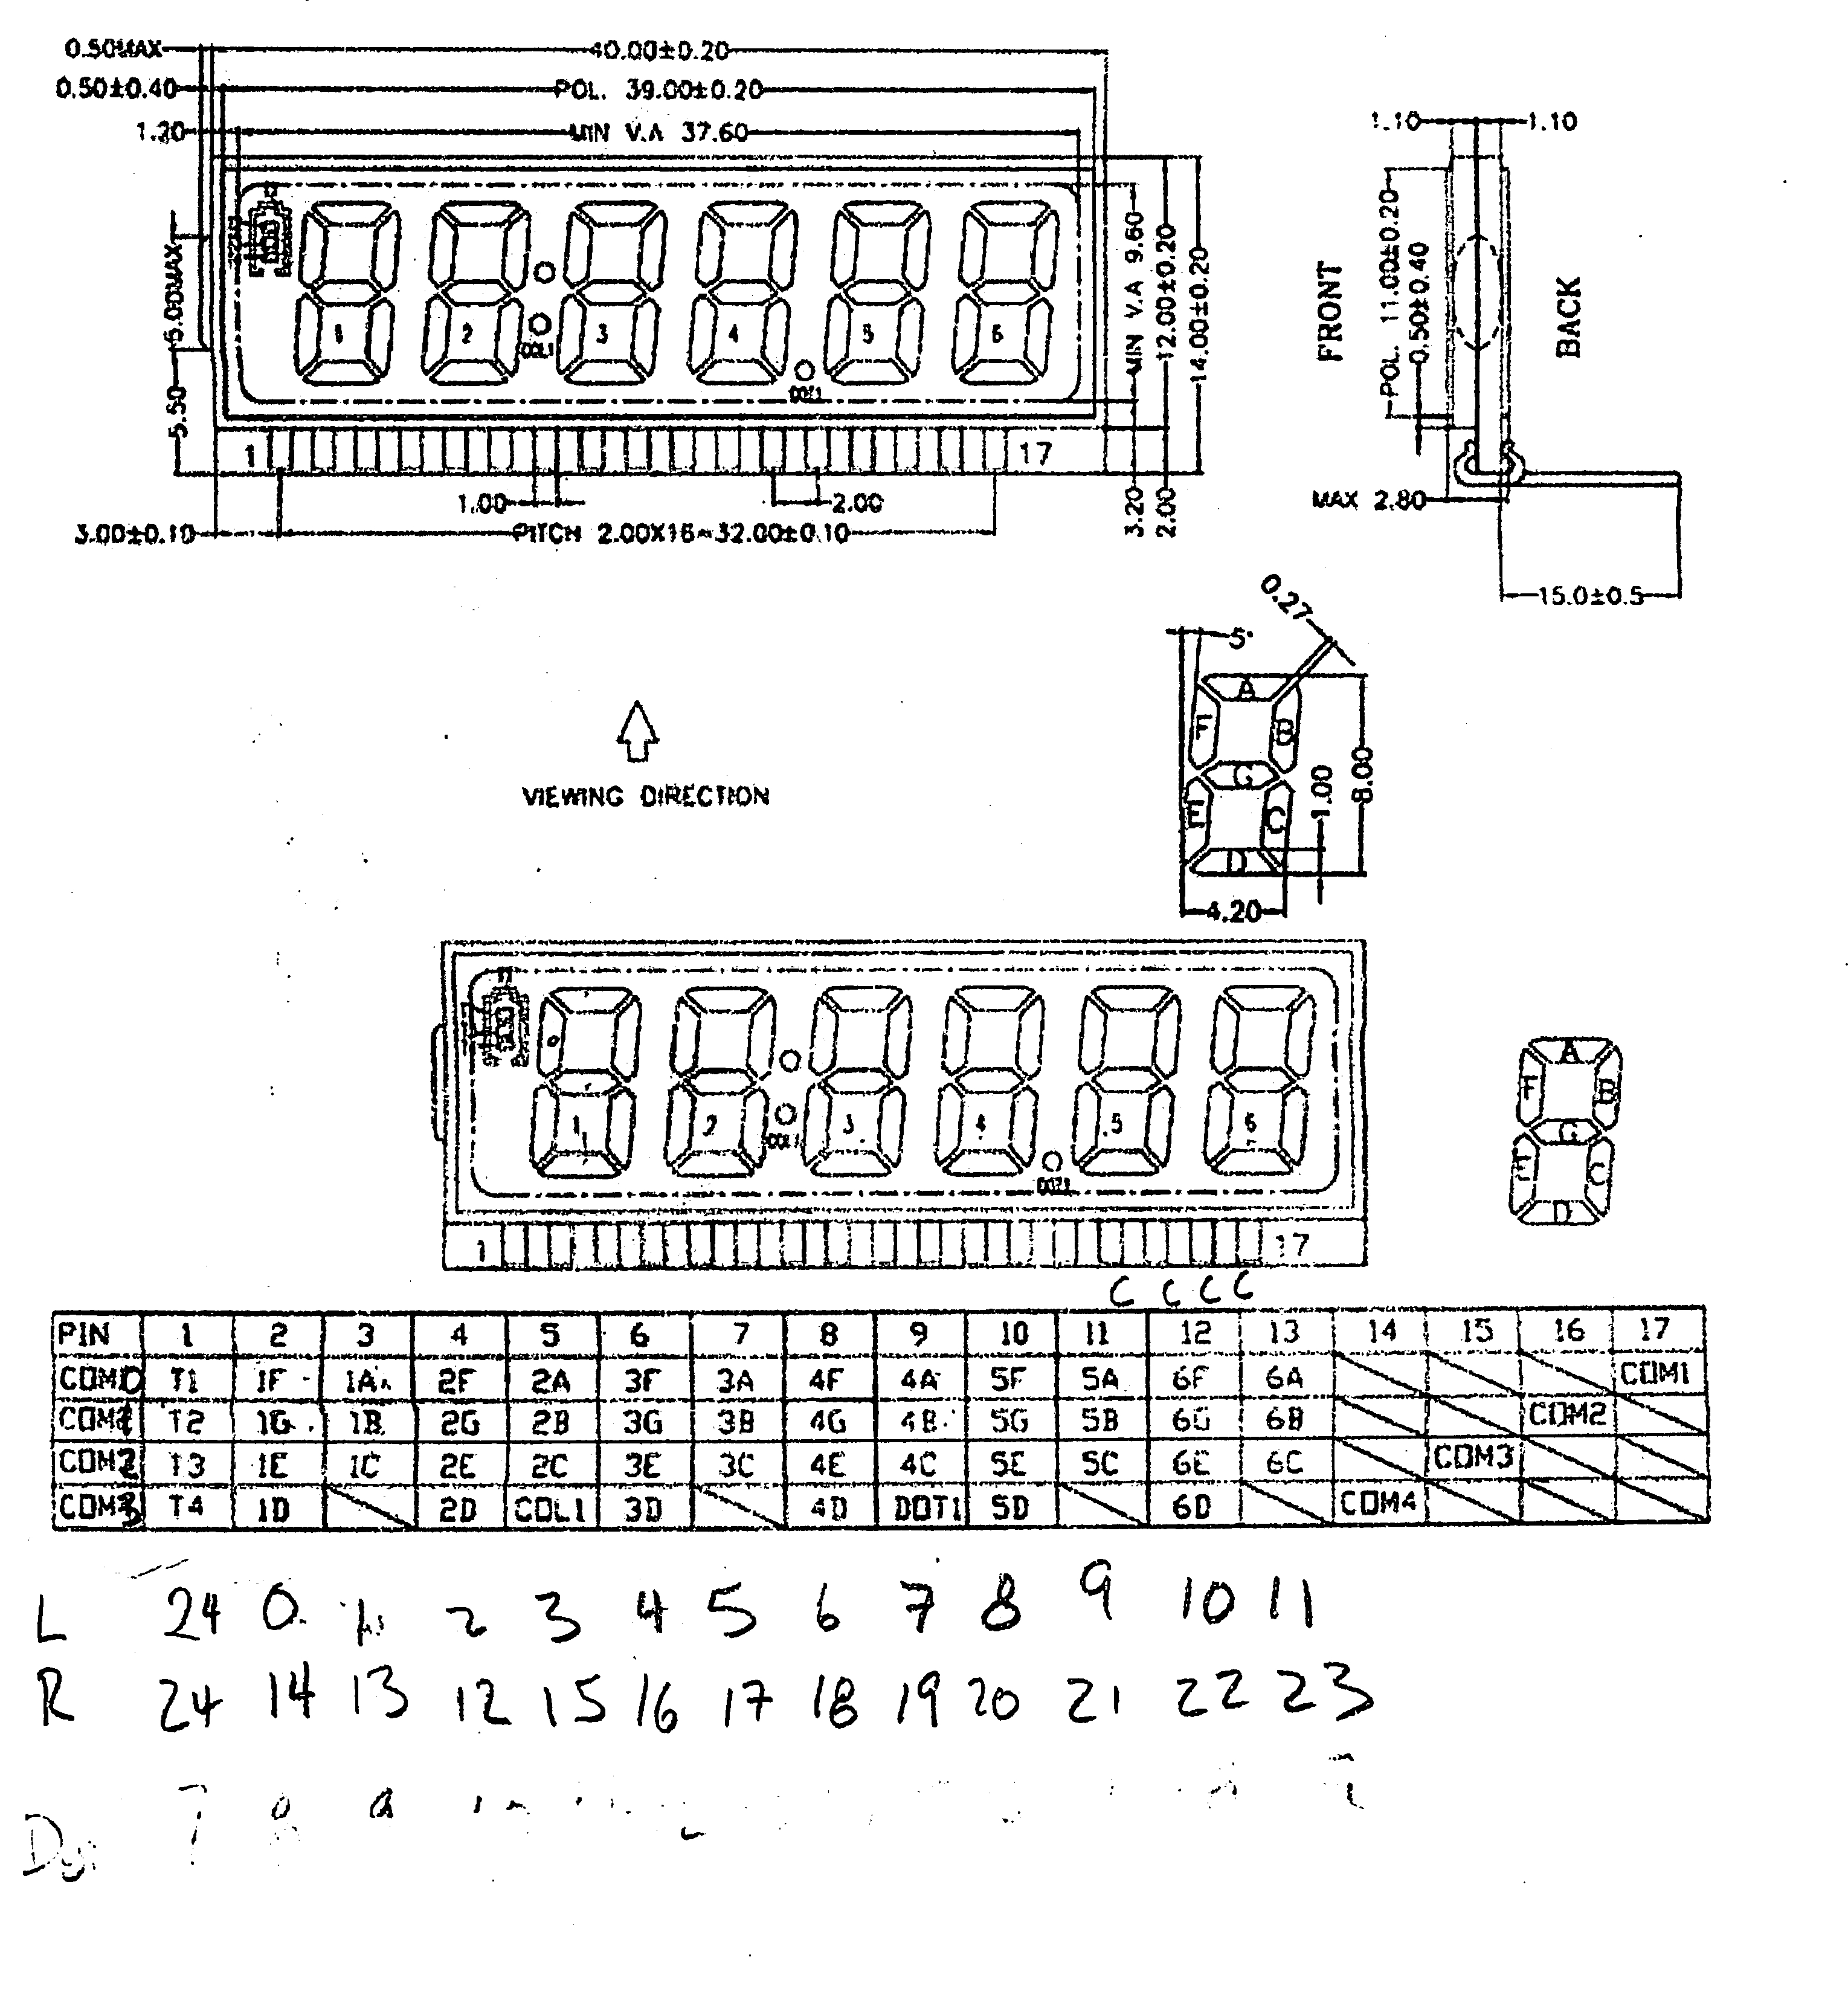 0.50MAX 40.00±0.20
0.50±0.40 POL. 39.00±0.20
1.20 MIN V.A 37.60
1.10 1.10
1 2 3 4 5 6
COL1
DOT1
5.50
MIN V.A 9.60
12.00±0.20
14.00±0.20
FRONT
POL. 11.00±0.20
0.50±0.40
BACK
1 17
1.00 2.00
3.20
2.00
MAX 2.80
3.00±0.10 PITCH 2.00X16=32.00±0.10
15.0±0.5
0.27
5°
A
F B
G
E C
D
1.00
8.00
4.20
VIEWING DIRECTION
1 2 3 4 5 6
COL1
DOT1
A
F B
G
E C
D
1 17
C C C C
PIN 1 2 3 4 5 6 7 8 9 10 11 12 13 14 15 16 17
COM0 T1 1F 1A 2F 2A 3F 3A 4F 4A 5F 5A 6F 6A COM1
COM1 T2 1G 1B 2G 2B 3G 3B 4G 4B 5G 5B 6G 6B COM2
COM2 T3 1E 1C 2E 2C 3E 3C 4E 4C 5E 5C 6E 6C COM3
COM3 T4 1D 2D COL1 3D 4D DOT1 5D 6D COM4
L 24 0 1 2 3 4 5 6 7 8 9 10 11
R 24 14 13 12 15 16 17 18 19 20 21 22 23